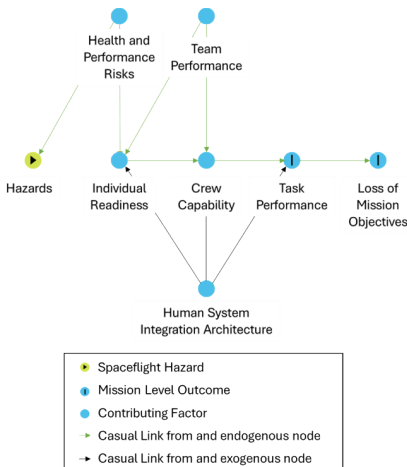 Health and
Performance
Risks
Team
Performance
Hazards
Individual
Readiness
Crew
Capability
Task
Performance
Loss of
Mission
Objectives
Human System
Integration Architecture
Spaceflight Hazard
Mission Level Outcome
Contributing Factor
Casual Link from and endogenous node
Casual Link from and exogenous node